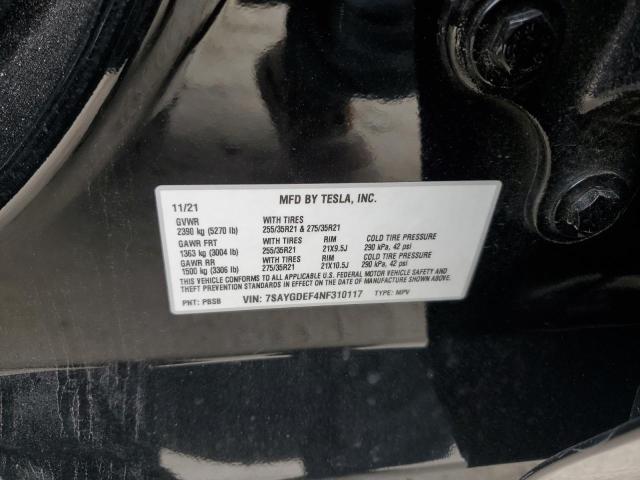 11/21 MFD BY TESLA, INC.
GVWR WITH TIRES
2390 kg (5270 lb) 255/35R21 & 275/35R21
GAWR FRT WITH TIRES RIM COLD TIRE PRESSURE
1363 kg (3004 lb) 255/35R21 21X9.5J 290 kPa, 42 psi
GAWR RR WITH TIRES RIM COLD TIRE PRESSURE
1500 kg (3306 lb) 275/35R21 21X10.5J 290 kPa, 42 psi
THIS VEHICLE CONFORMS TO ALL APPLICABLE U.S. FEDERAL MOTOR VEHICLE SAFETY AND
THEFT PREVENTION STANDARDS IN EFFECT ON THE DATE OF MANUFACTURE SHOWN ABOVE.
PNT: PBSB VIN: 7SAYGDEF4NF310117 TYPE: MPV